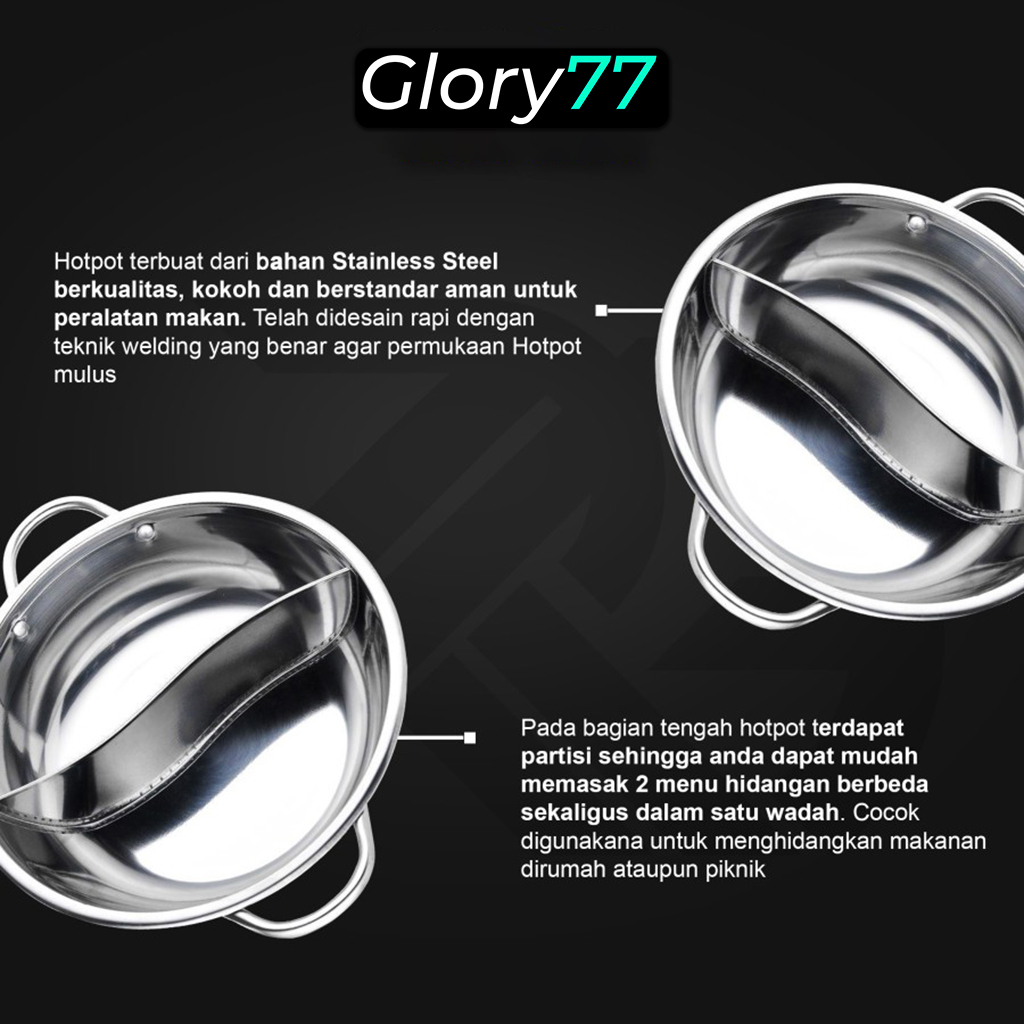 Glory77
Hotpot terbuat dari bahan Stainless Steel
berkualitas, kokoh dan berstandar aman untuk
peralatan makan. Telah didesain rapi dengan
teknik welding yang benar agar permukaan Hotpot
mulus
Pada bagian tengah hotpot terdapat
partisi sehingga anda dapat mudah
memasak 2 menu hidangan berbeda
sekaligus dalam satu wadah. Cocok
digunakana untuk menghidangkan makanan
dirumah ataupun piknik